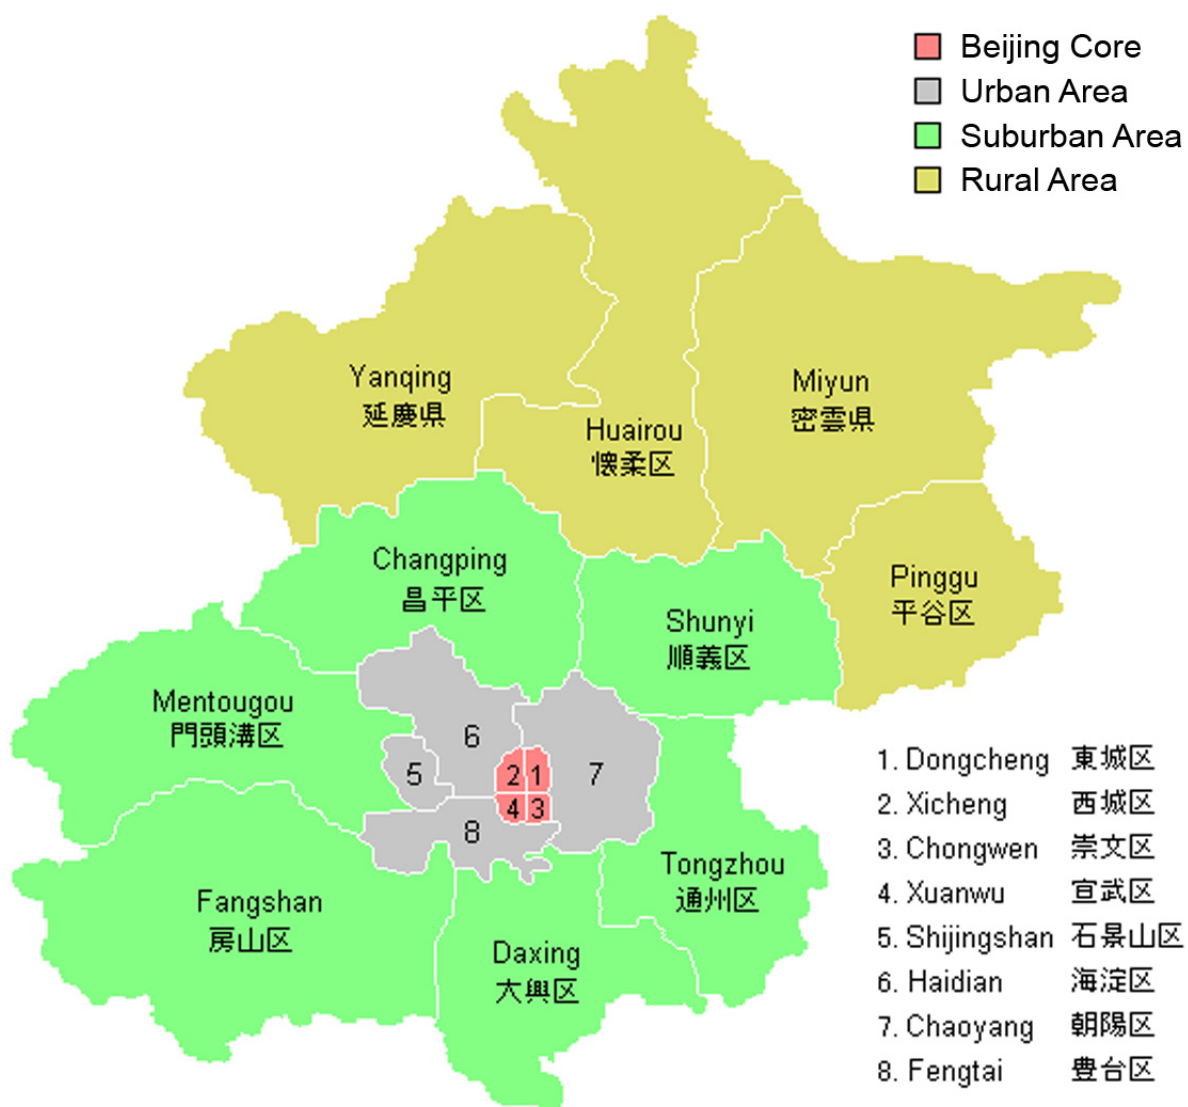 Beijing Core
Urban Area
Suburban Area
Rural Area
Yanqing
延慶県
Huairou
懐柔区
Miyun
密雲県
Changping
昌平区
Shunyi
順義区
Pinggu
平谷区
Mentougou
門頭溝区
6
5
2
1
7
4
3
8
Fangshan
房山区
Daxing
大興区
Tongzhou
通州区
1. Dongcheng 東城区
2. Xicheng 西城区
3. Chongwen 崇文区
4. Xuanwu 宣武区
5. Shijingshan 石景山区
6. Haidian 海淀区
7. Chaoyang 朝陽区
8. Fengtai 豊台区